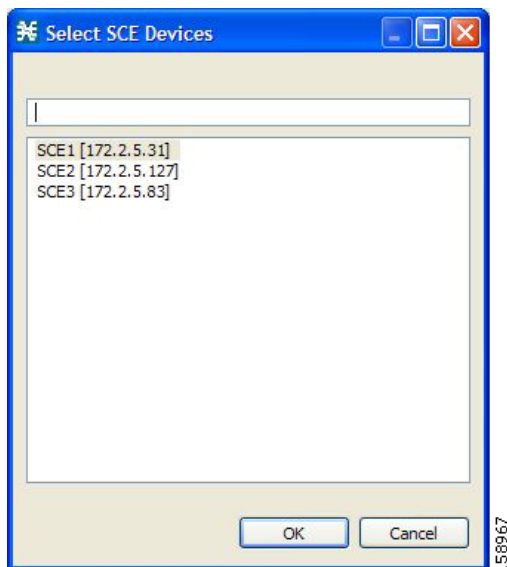 Select SCE Devices
SCE1 [172.2.5.31]
SCE2 [172.2.5.127]
SCE3 [172.2.5.83]
OK
Cancel
58967